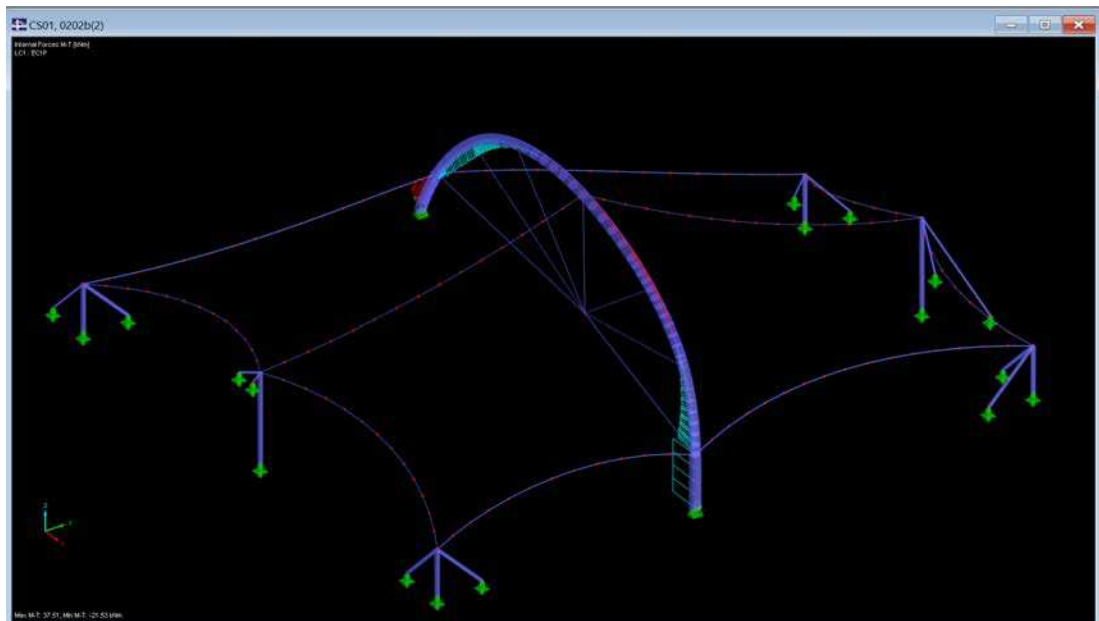 CS01, 0202b(2)
Internal Forces M-T [kNm]
LC1 : EC1P
Z
Max M-T: 37.51, Min M-T: -21.53 kNm